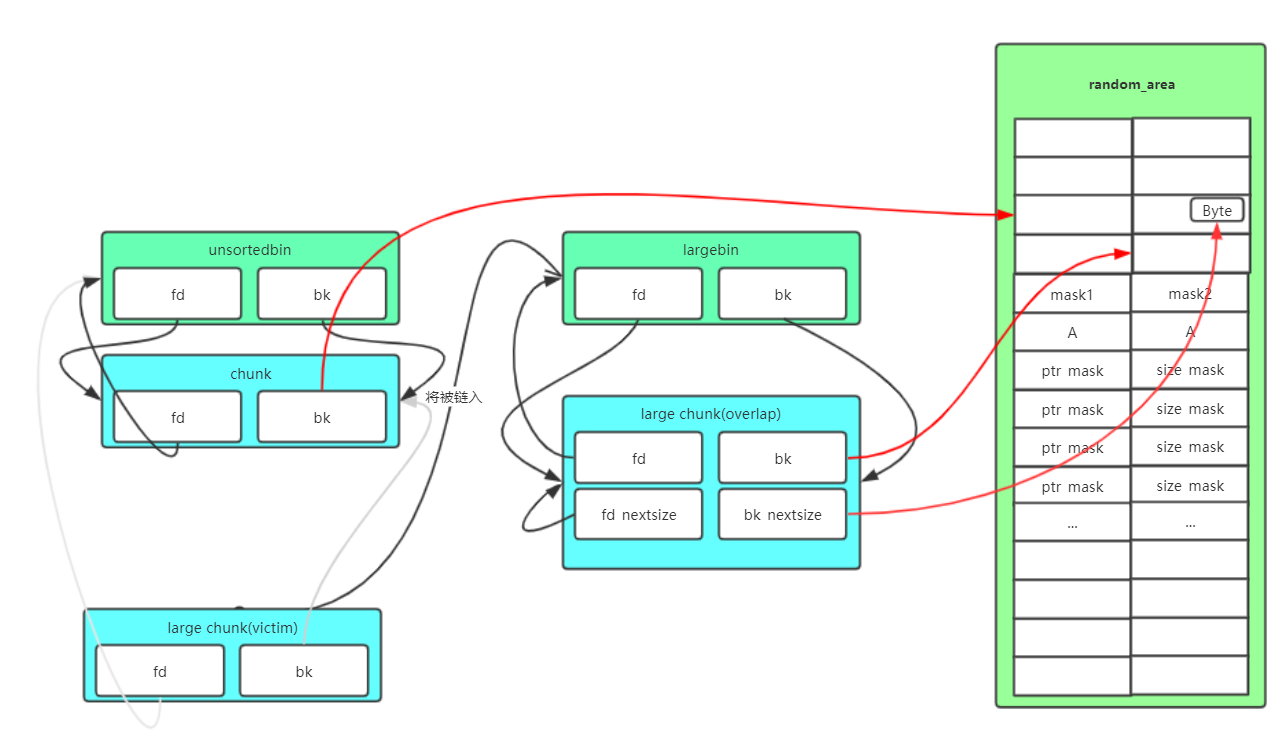 random_area
Byte
unsortedbin
fd
bk
largebin
fd
bk
mask1
mask2
A
A
chunk
fd
bk
将被链入
ptr mask
size mask
ptr mask
size mask
ptr mask
size mask
ptr mask
size mask
...
...
large chunk(overlap)
fd
bk
fd nextsize
bk nextsize
large chunk(victim)
fd
bk